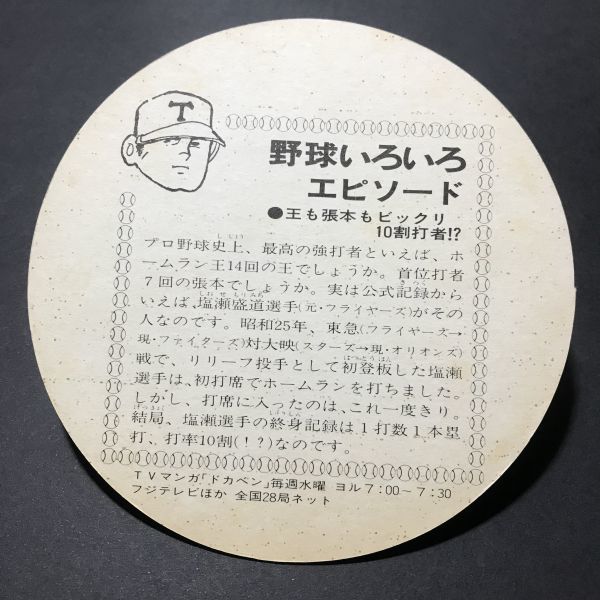 T
野球いろいろ
エピソード
●王も張本もビックリ
10割打者!?
プロ野球史上、最高の強打者といえば、ホ
ームラン王14回の王でしょうか。首位打者
7回の張本でしょうか。実は公式記録から
いえば、塩瀬盛道選手(元・フライヤーズ)がその
人なのです。昭和25年、東急(フライヤーズ→
現・ファイターズ)対大映(スターズ→現・オリオンズ)
戦で、リリーフ投手として初登板した塩瀬
選手は、初打席でホームランを打ちました。
しかし、打席に入ったのは、これ一度きり。
結局、塩瀬選手の終身記録は1打数1本塁
打、打率10割(!?)なのです。
TVマンガ「ドカベン」毎週水曜 ヨル7:00−7:30
フジテレビほか 全国28局ネット